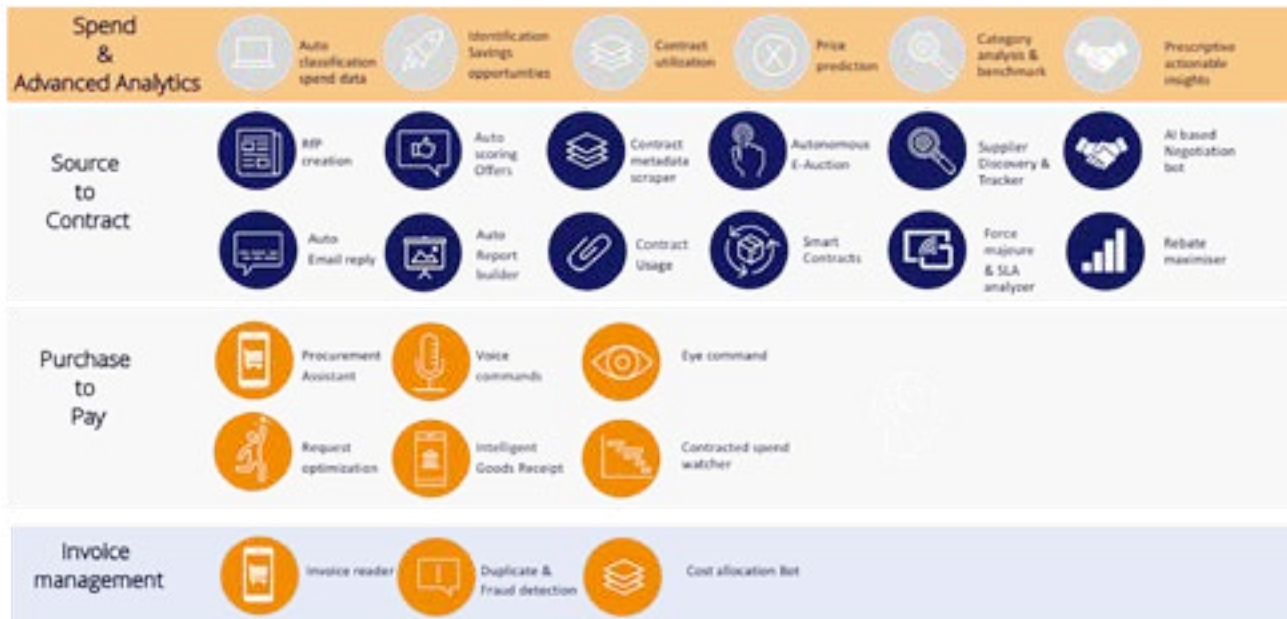 Spend
&
Advanced Analytics
Auto
classification
spend data
Identification
Savings
opportunities
Contract
utilization
Price
prediction
Category
analysis &
benchmark
Prescriptive
actionable
insights
Source
to
Contract
RfP
creation
Auto
scoring
Offers
Contract
metadata
scraper
Autonomous
E-Auction
Supplier
Discovery &
Tracker
AI based
Negotiation
bot
Auto
Email reply
Auto
Report
builder
Contract
Usage
Smart
Contracts
Force
majeure
& SLA
analyzer
Rebate
maximiser
Purchase
to
Pay
Procurement
Assistant
Voice
commands
Eye command
Request
optimization
Intelligent
Goods Receipt
Contracted spend
watcher
Invoice
management
Invoice reader
Duplicate &
Fraud detection
Cost allocation Bot